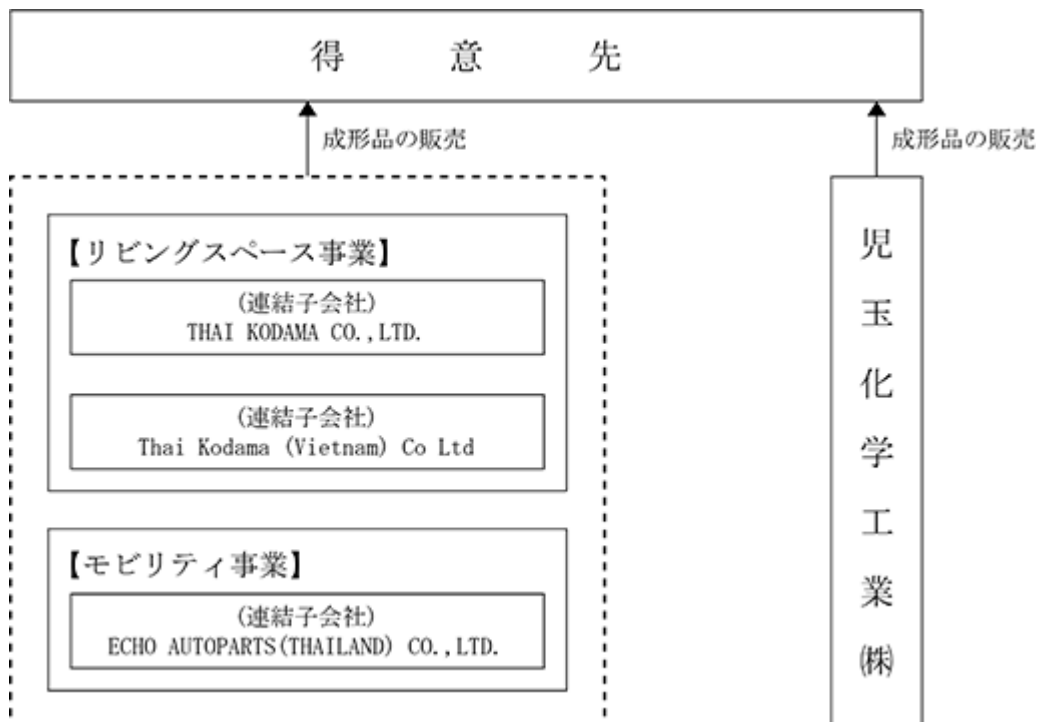 得意先
成形品の販売
成形品の販売
【リビングスペース事業】
(連結子会社)
THAI KODAMA CO.,LTD.
(連結子会社)
Thai Kodama (Vietnam) Co Ltd
【モビリティ事業】
(連結子会社)
ECHO AUTOPARTS(THAILAND) CO.,LTD.
児玉化学工業㈱